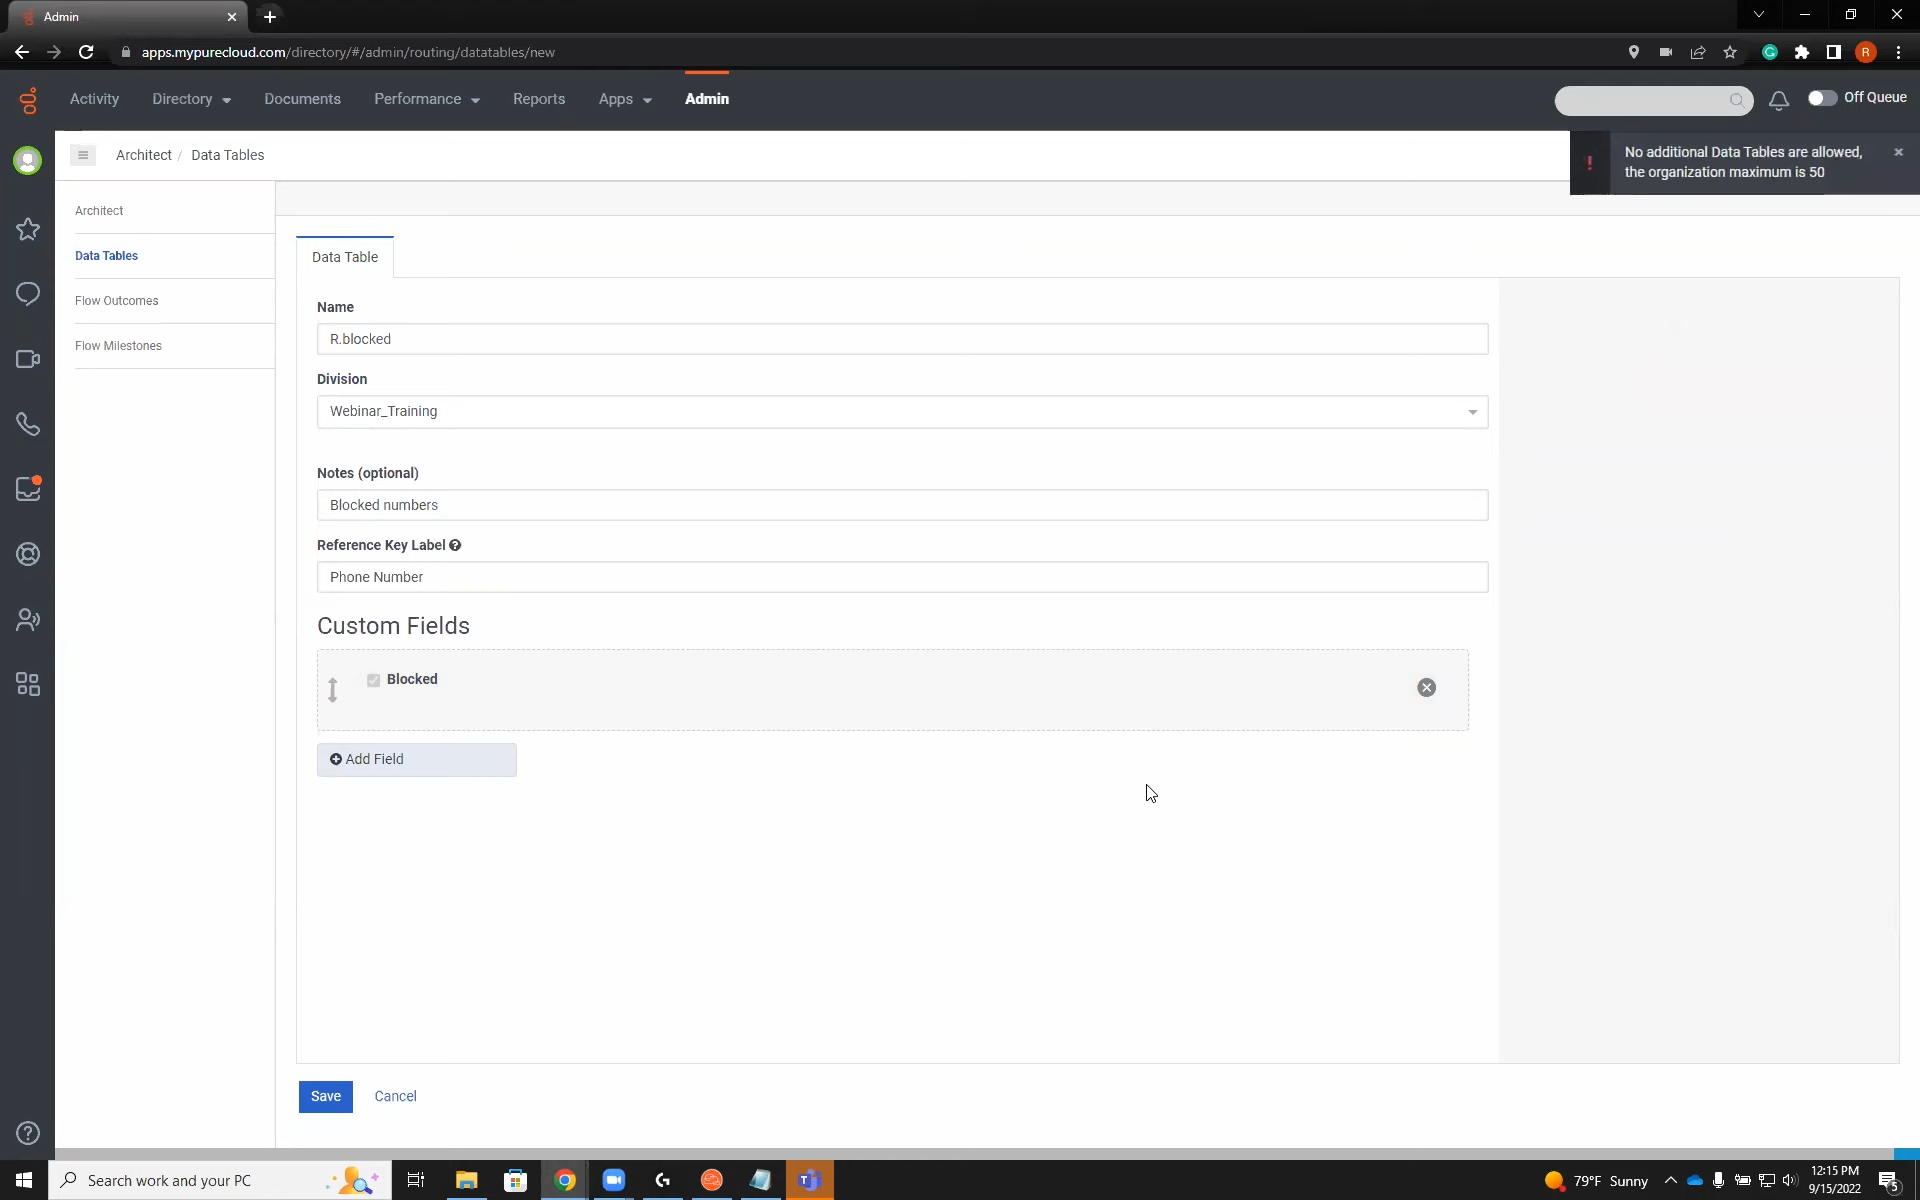 Admin
apps.mypurecloud.com/directory/#/admin/routing/datatables/new
R
Activity
Directory
Documents
Performance
Reports
Apps
Admin
Off Queue
Architect / Data Tables
No additional Data Tables are allowed,
the organization maximum is 50
Architect
Data Tables
Flow Outcomes
Flow Milestones
Data Table
Name
R.blocked
Division
Webinar_Training
Notes (optional)
Blocked numbers
Reference Key Label
Phone Number
Custom Fields
Blocked
Add Field
Save
Cancel
Search work and your PC
79°F Sunny
12:15 PM
9/15/2022
5